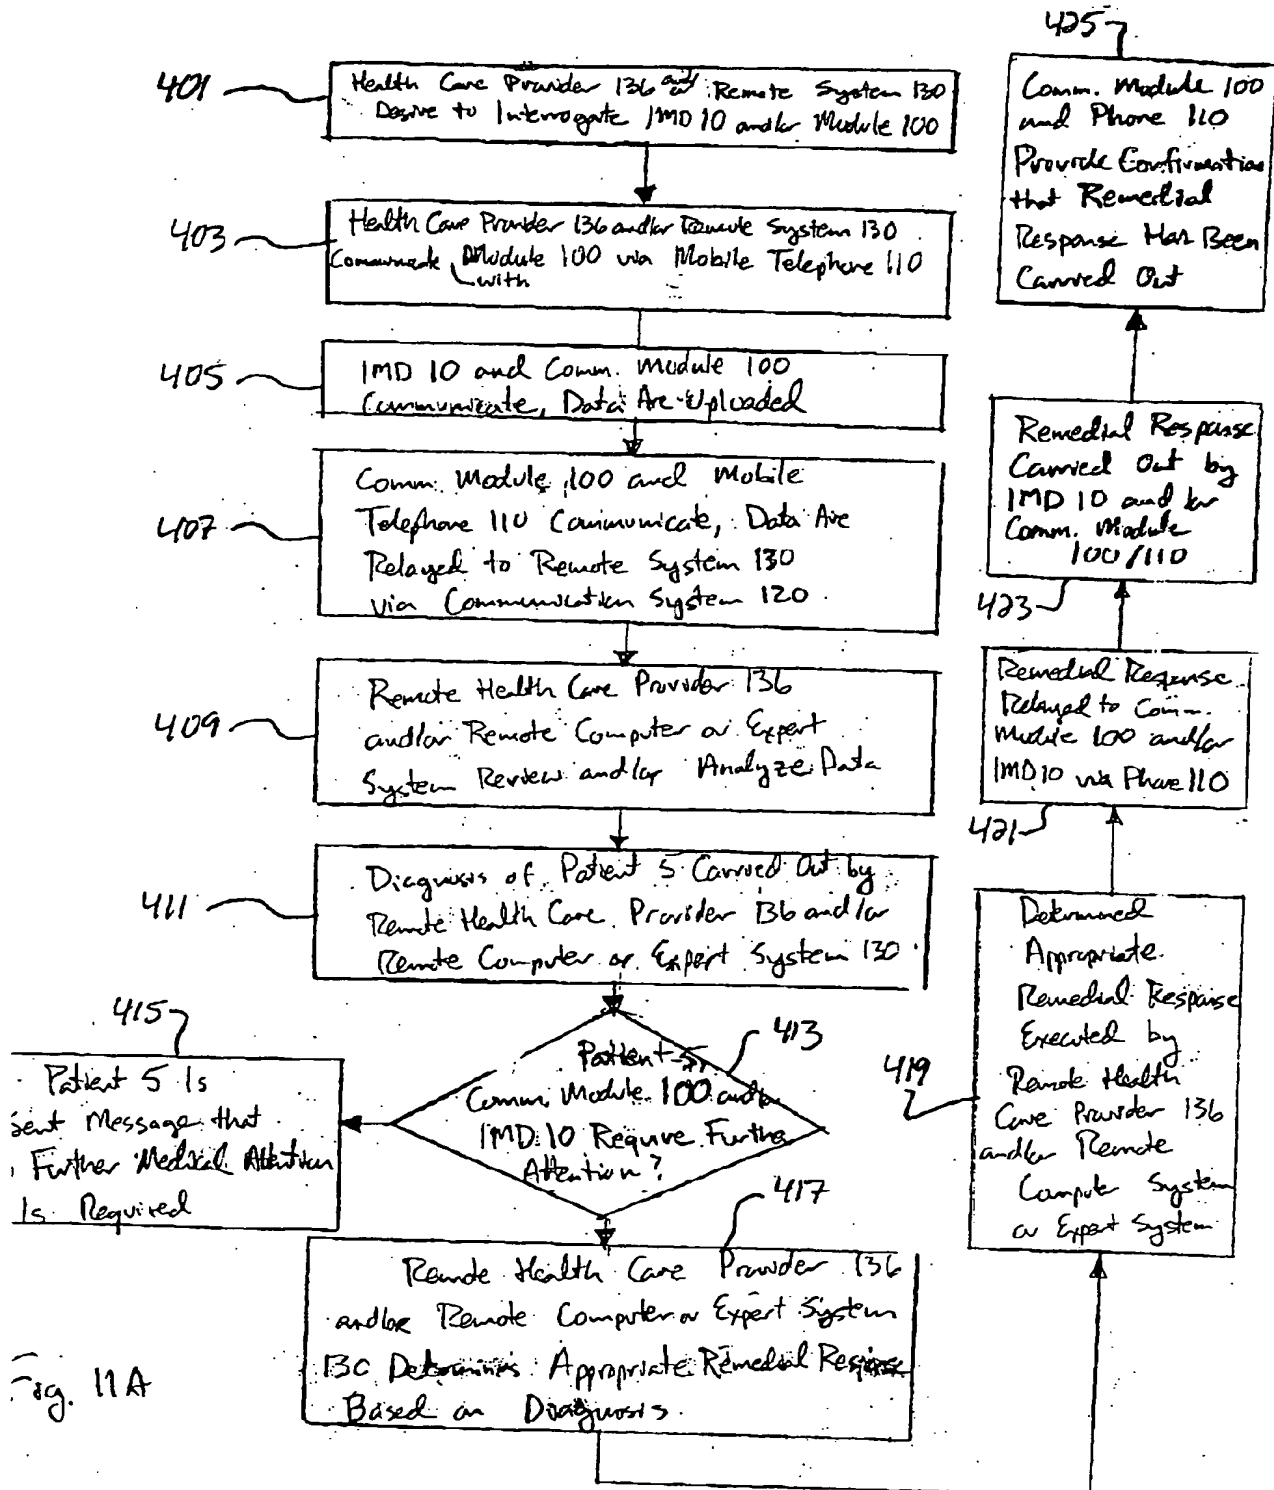 401
Health Care Provider 136 and/or Remote System 130
Desire to Interrogate IMD 10 and/or Module 100
403
Health Care Provider 136 and/or Remote System 130
Communicate with Module 100 via Mobile Telephone 110
405
IMD 10 and Comm. Module 100
Communicate, Data Are Uploaded
407
Comm. Module 100 and Mobile
Telephone 110 Communicate, Data Are
Relayed to Remote System 130
via Communication System 120
409
Remote Health Care Provider 136
and/or Remote Computer or Expert
System Review and/or Analyze Data
411
Diagnosis of Patient 5 Carried Out by
Remote Health Care Provider 136 and/or
Remote Computer or Expert System 130
413
Patient 5,
Comm. Module 100 and/or
IMD 10 Require Further
Attention?
415
Patient 5 Is
Sent Message that
Further Medical Attention
Is Required
417
Remote Health Care Provider 136
and/or Remote Computer or Expert System
130 Determines Appropriate Remedial Response
Based on Diagnosis
419
Determined
Appropriate
Remedial Response
Executed by
Remote Health
Care Provider 136
and/or Remote
Computer System
or Expert System
421
Remedial Response
Relayed to Comm.
Module 100 and/or
IMD 10 via Phone 110
423
Remedial Response
Carried Out by
IMD 10 and/or
Comm. Module
100/110
425
Comm. Module 100
and Phone 110
Provide Confirmation
that Remedial
Response Has Been
Carried Out
Fig. 11A